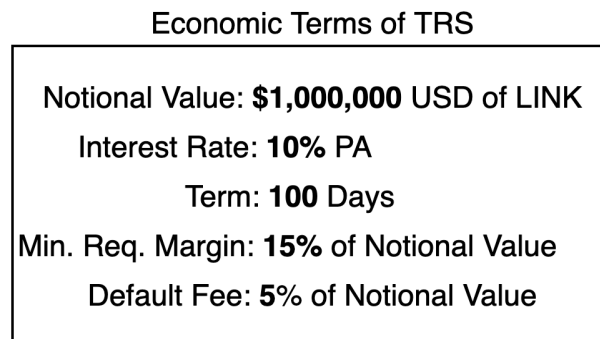 Economic Terms of TRS
Notional Value: $1,000,000 USD of LINK
Interest Rate: 10% PA
Term: 100 Days
Min. Req. Margin: 15% of Notional Value
Default Fee: 5% of Notional Value